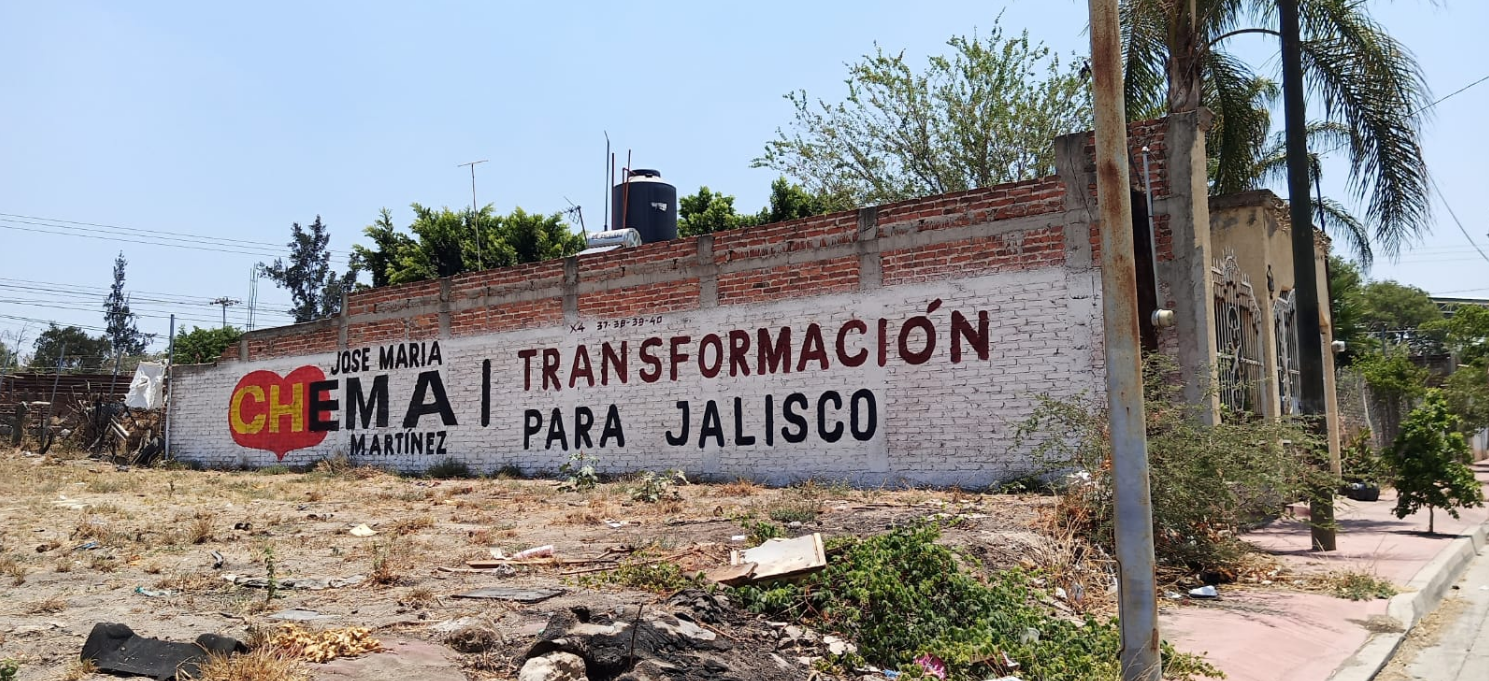 JOSE MARIA
CHEMA
MARTÍNEZ
X4 37-38-39-40
TRANSFORMACIÓN
PARA JALISCO